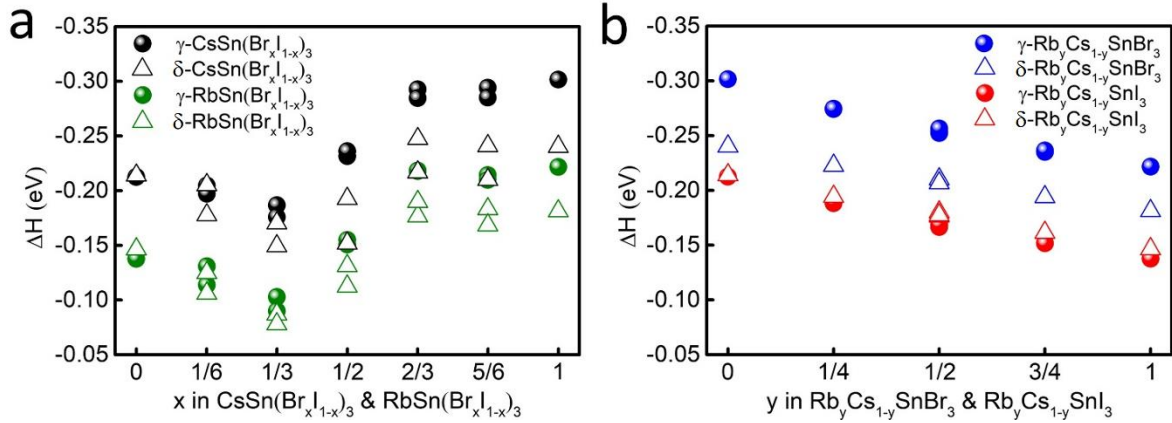 a
-0.35
-0.30
-0.25
-0.20
-0.15
-0.10
-0.05
ΔH (eV)
γ-CsSn(BrₓI₁₋ₓ)₃
δ-CsSn(BrₓI₁₋ₓ)₃
γ-RbSn(BrₓI₁₋ₓ)₃
δ-RbSn(BrₓI₁₋ₓ)₃
0 1/6 1/3 1/2 2/3 5/6 1
x in CsSn(BrₓI₁₋ₓ)₃ & RbSn(BrₓI₁₋ₓ)₃
b
-0.35
-0.30
-0.25
-0.20
-0.15
-0.10
-0.05
ΔH (eV)
γ-RbyCs1-ySnBr₃
δ-RbyCs1-ySnBr₃
γ-RbyCs1-ySnI₃
δ-RbyCs1-ySnI₃
0 1/4 1/2 3/4 1
y in RbyCs1-ySnBr₃ & RbyCs1-ySnI₃